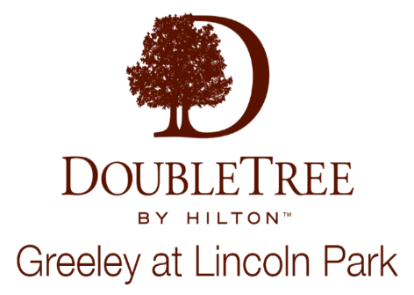 D
DOUBLETREE
BY HILTON™
Greeley at Lincoln Park